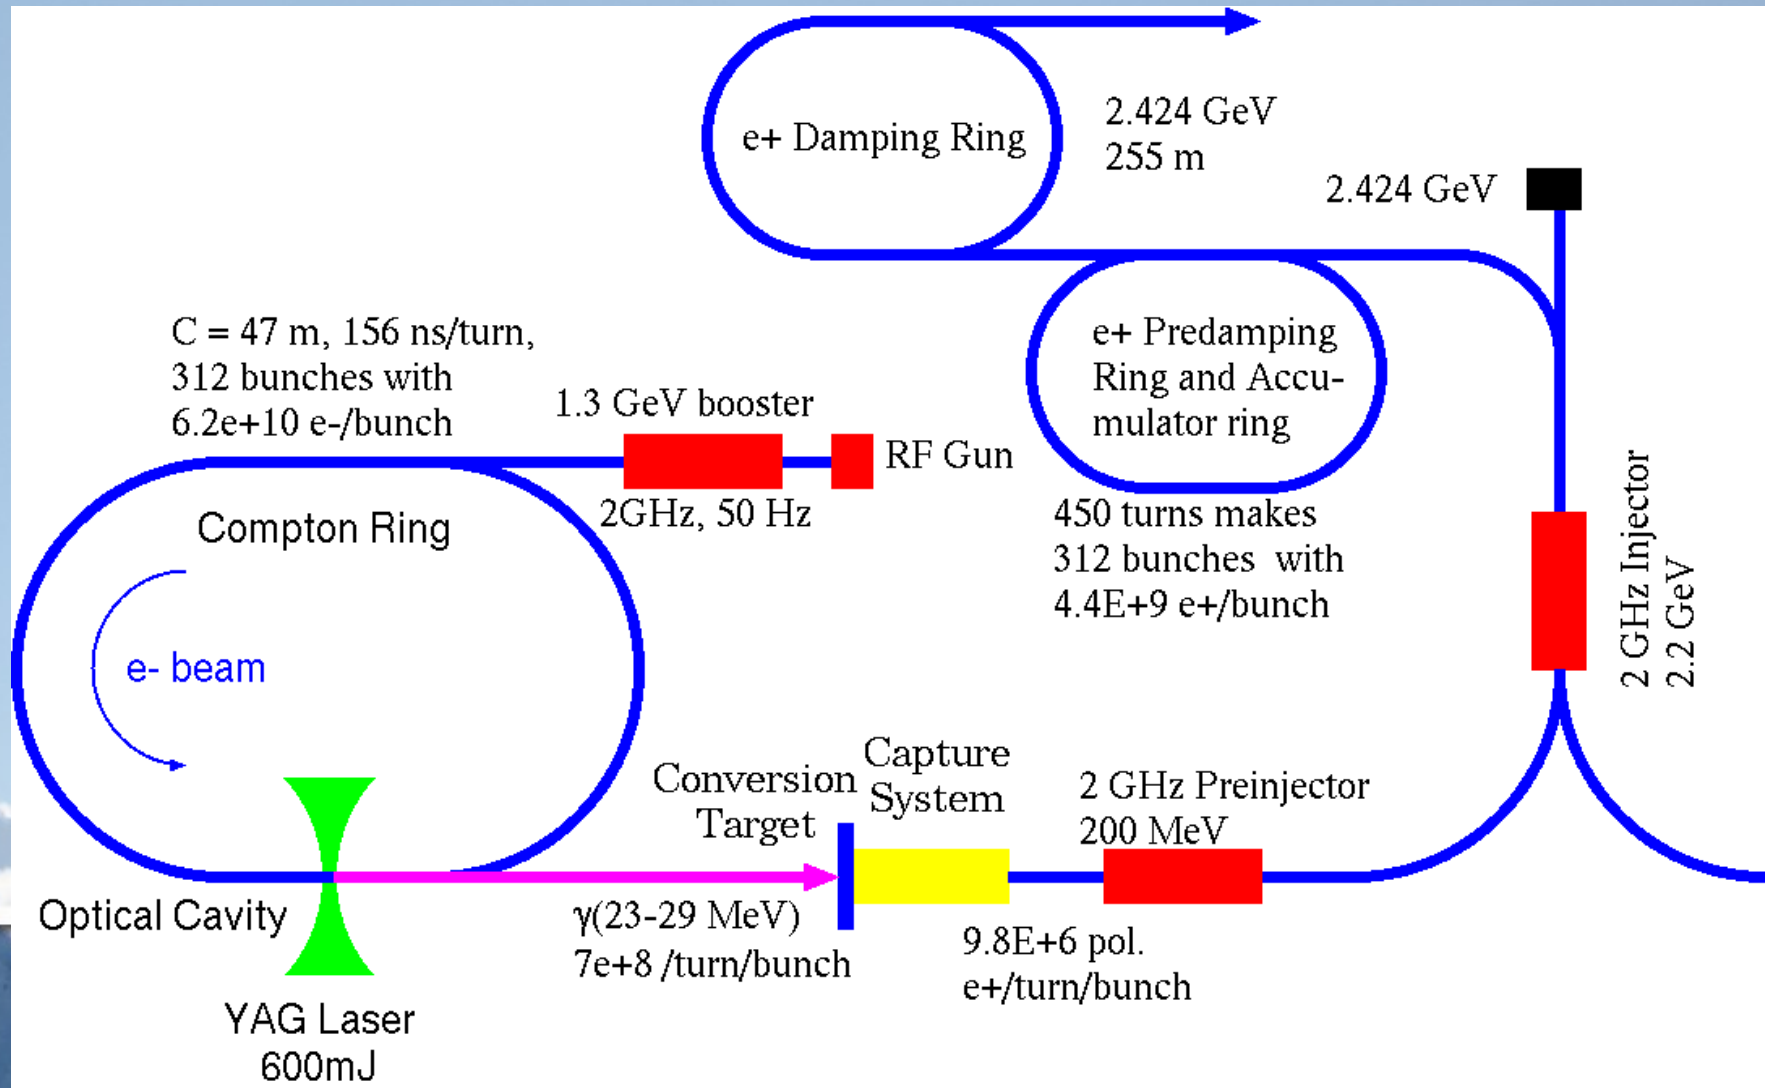 e+ Damping Ring
2.424 GeV
255 m
2.424 GeV
C = 47 m, 156 ns/turn,
312 bunches with
6.2e+10 e-/bunch
1.3 GeV booster
RF Gun
2GHz, 50 Hz
e+ Predamping
Ring and Accu-
mulator ring
450 turns makes
312 bunches with
4.4E+9 e+/bunch
2 GHz Injector
2.2 GeV
Compton Ring
e- beam
Conversion
Target
Capture
System
2 GHz Preinjector
200 MeV
Optical Cavity
γ(23-29 MeV)
7e+8 /turn/bunch
9.8E+6 pol.
e+/turn/bunch
YAG Laser
600mJ